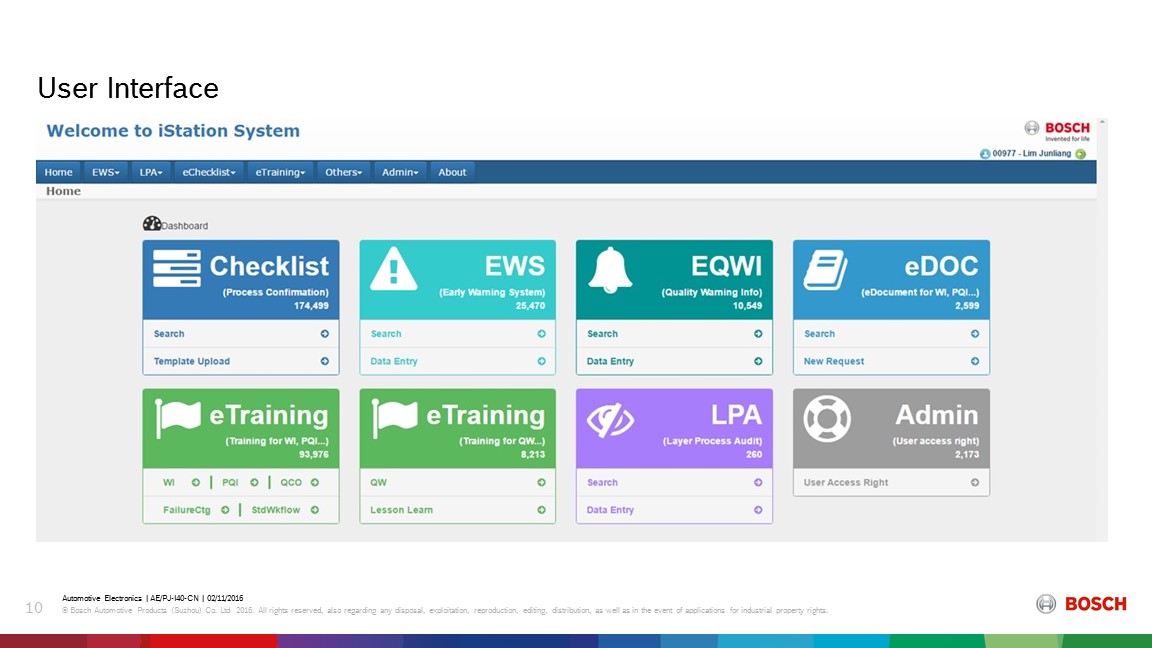 User Interface
Welcome to iStation System
BOSCH
Invented for life
00977 - Lim Junliang
Home EWS LPA eChecklist eTraining Others Admin About
Home
Dashboard
Checklist
(Process Confirmation)
174,499
Search
Template Upload
EWS
(Early Warning System)
25,470
Search
Data Entry
EQWI
(Quality Warning Info)
10,549
Search
Data Entry
eDOC
(eDocument for WI, PQI...)
2,599
Search
New Request
eTraining
(Training for WI, PQI...)
93,976
WI | PQI | QCO
FailureCtg | StdWkflow
eTraining
(Training for QW...)
8,213
QW
Lesson Learn
LPA
(Layer Process Audit)
260
Search
Data Entry
Admin
(User access right)
2,173
User Access Right
10
Automotive Electronics | AE/PJ-I40-CN | 02/11/2016
© Bosch Automotive Products (Suzhou) Co. Ltd 2016. All rights reserved, also regarding any disposal, exploitation, reproduction, editing, distribution, as well as in the event of applications for industrial property rights.
BOSCH